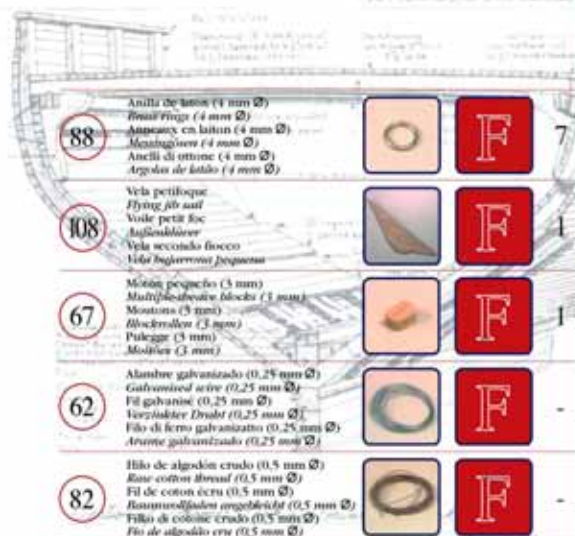 88
Anilla de latón (4 mm Ø)
Brass rings (4 mm Ø)
Anneaux en laiton (4 mm Ø)
Messingösen (4 mm Ø)
Anelli di ottone (4 mm Ø)
Argolas de latão (4 mm Ø)
F
7
108
Vela petifoque
Flying jib sail
Voile petit foc
Außenklüver
Vela secondo fiocco
Vela bujarrona pequena
F
1
67
Motón pequeño (3 mm)
Multiple-sheave blocks (3 mm)
Moutons (3 mm)
Blockrollen (3 mm)
Pulegge (3 mm)
Moitões (3 mm)
F
1
62
Alambre galvanizado (0,25 mm Ø)
Galvanised wire (0,25 mm Ø)
Fil galvanisé (0,25 mm Ø)
Verzinkter Draht (0,25 mm Ø)
Filo di ferro galvanizatto (0,25 mm Ø)
Arame galvanizado (0,25 mm Ø)
F
-
82
Hilo de algodón crudo (0,5 mm Ø)
Raw cotton thread (0,5 mm Ø)
Fil de coton écru (0,5 mm Ø)
Baumwollfaden angebleicht (0,5 mm Ø)
di cotone crudo (0,5 mm Ø)
Fio de algodão cru (0,5 mm Ø)
F
-